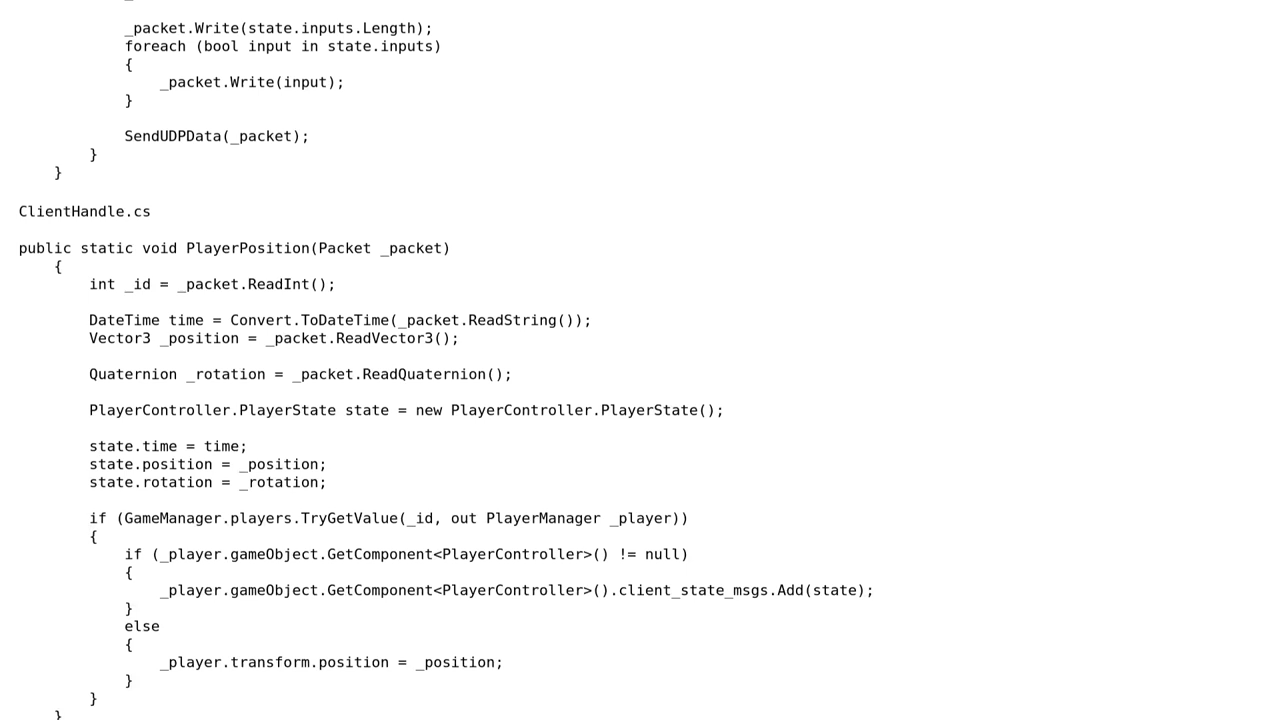 _packet.Write(state.inputs.Length);
foreach (bool input in state.inputs)
{
_packet.Write(input);
}
SendUDPData(_packet);
}
}
ClientHandle.cs
public static void PlayerPosition(Packet _packet)
{
int _id = _packet.ReadInt();
DateTime time = Convert.ToDateTime(_packet.ReadString());
Vector3 _position = _packet.ReadVector3();
Quaternion _rotation = _packet.ReadQuaternion();
PlayerController.PlayerState state = new PlayerController.PlayerState();
state.time = time;
state.position = _position;
state.rotation = _rotation;
if (GameManager.players.TryGetValue(_id, out PlayerManager _player))
{
if (_player.gameObject.GetComponent<PlayerController>() != null)
{
_player.gameObject.GetComponent<PlayerController>().client_state_msgs.Add(state);
}
else
{
_player.transform.position = _position;
}
}
}